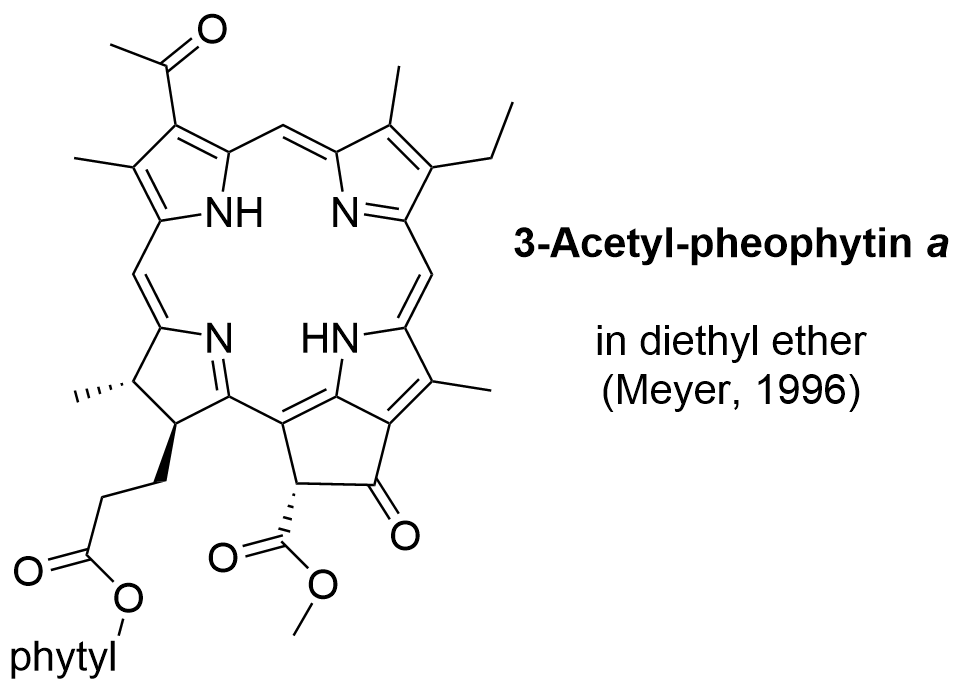 O
NH
N
3-Acetyl-pheophytin a
N
HN
in diethyl ether
(Meyer, 1996)
O
O
O
O
O
phytyl